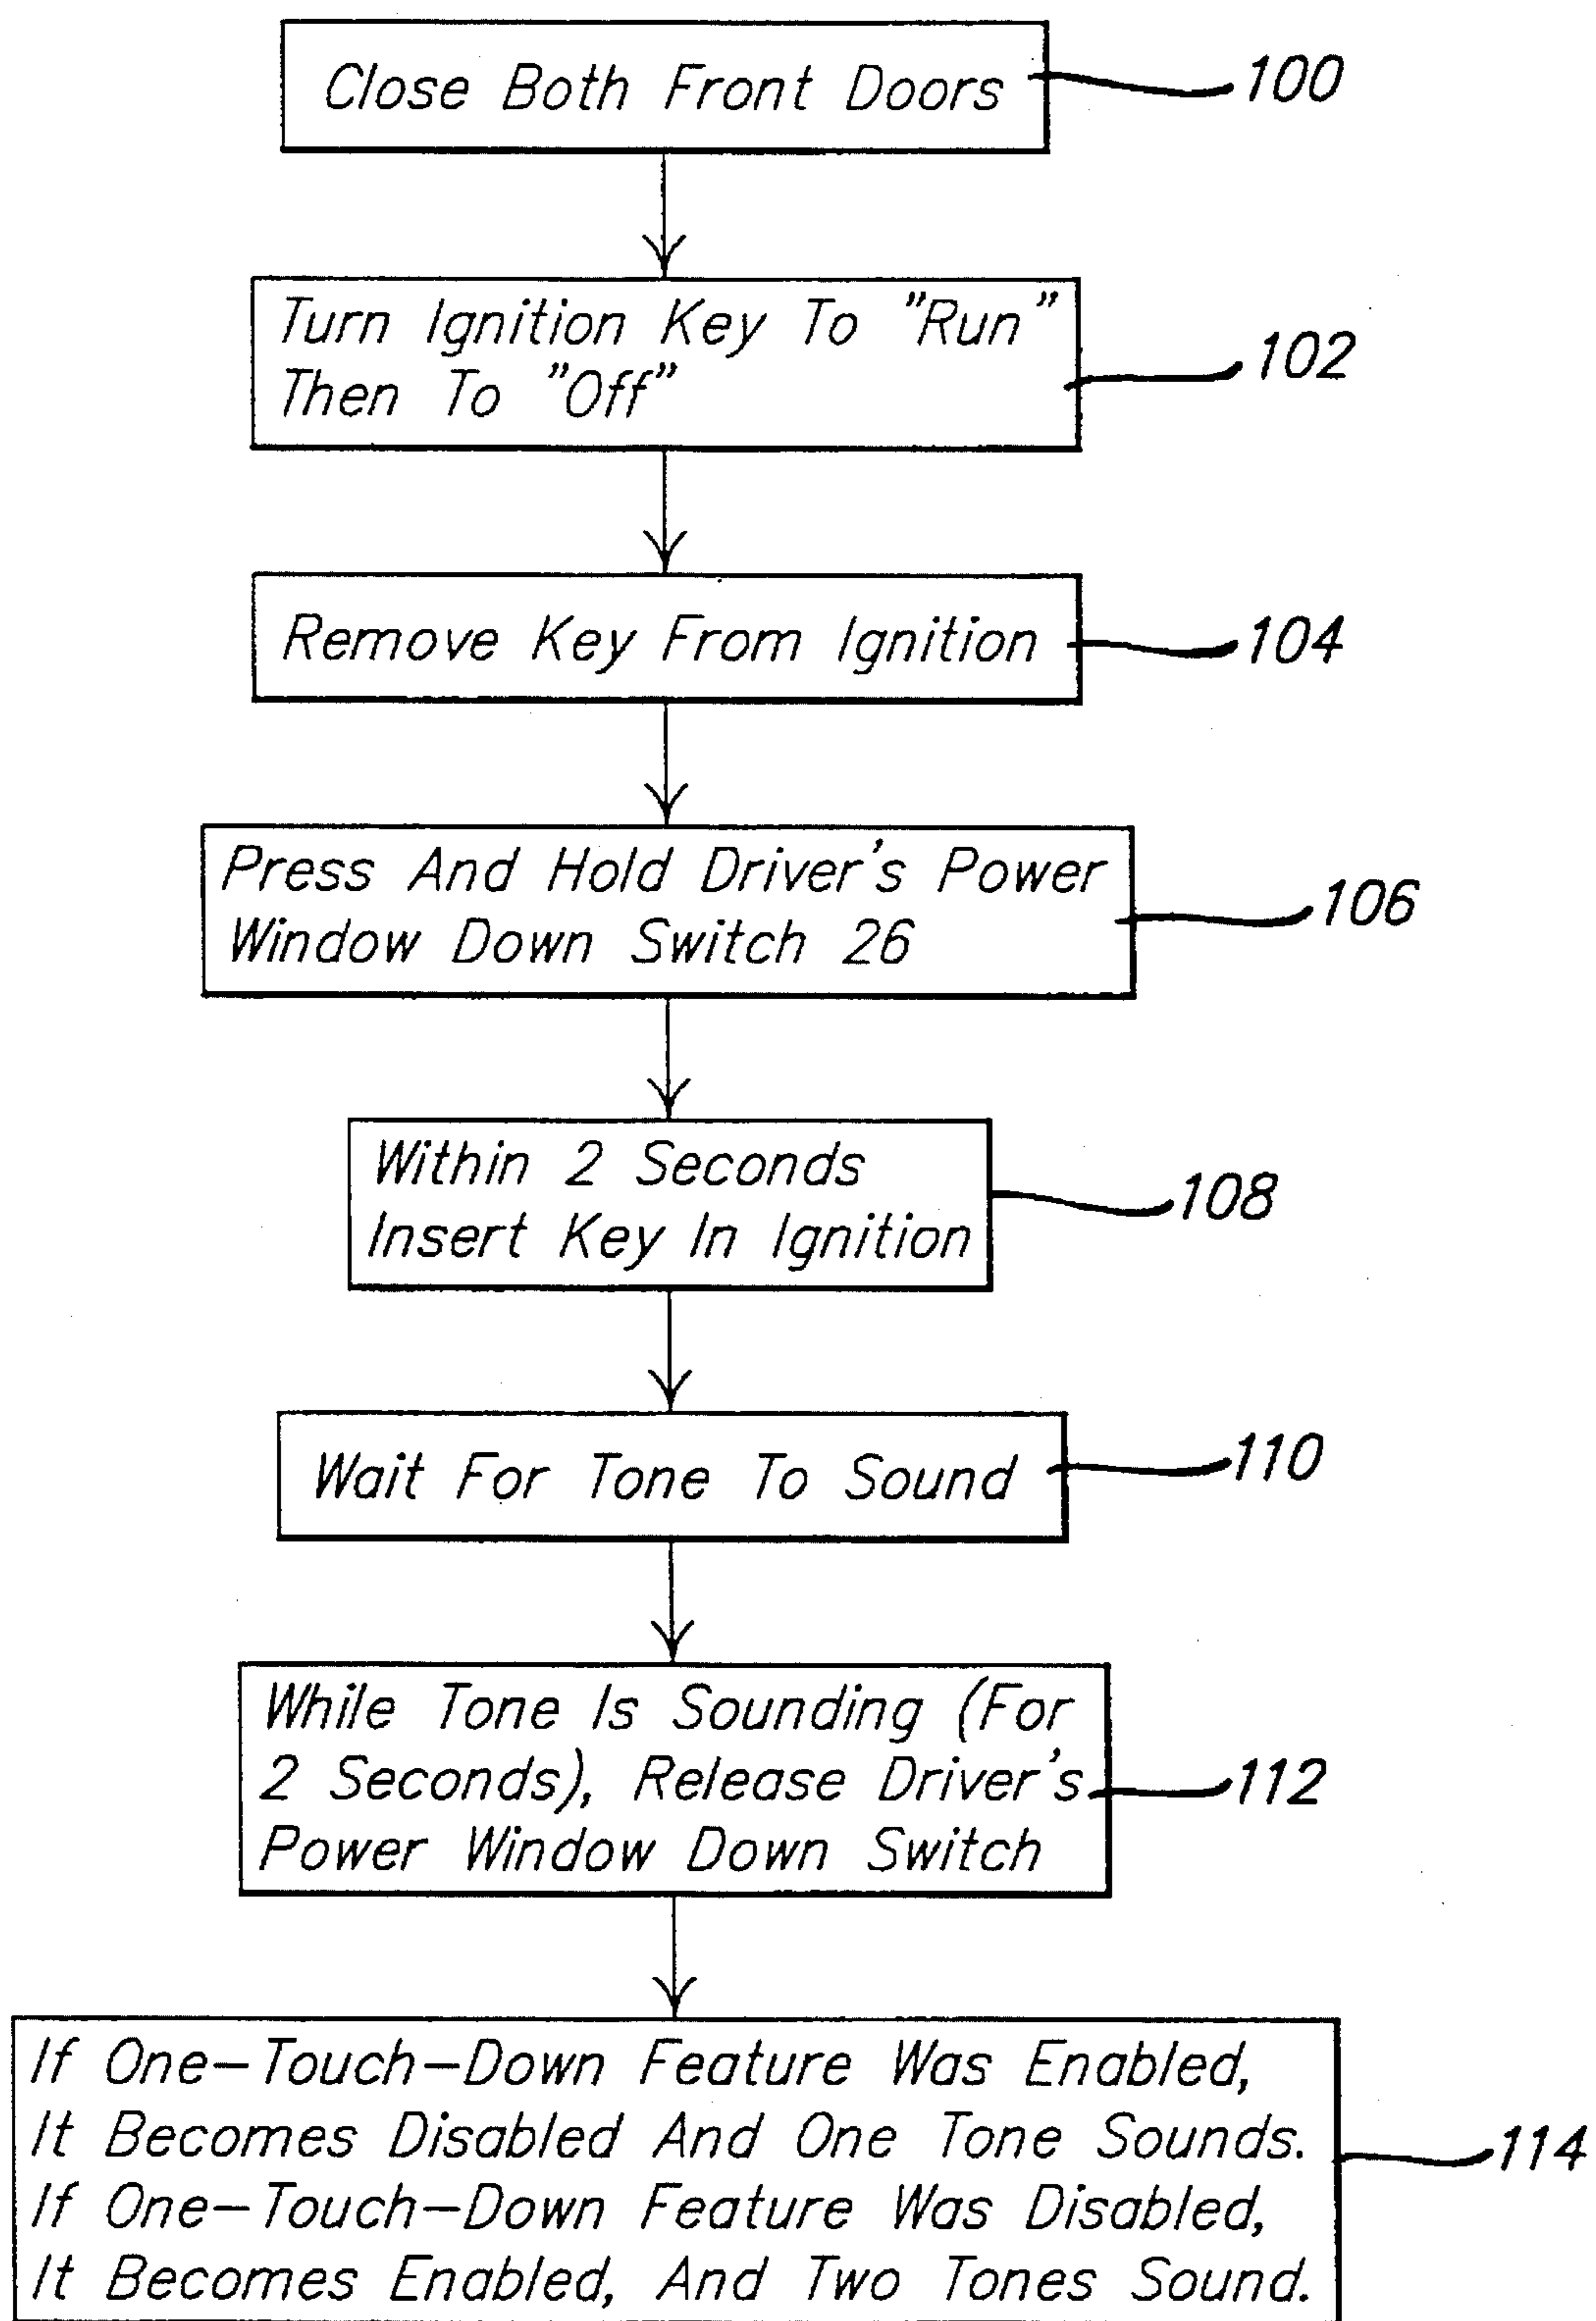 Close Both Front Doors
100
Turn Ignition Key To "Run"
Then To "Off"
102
Remove Key From Ignition
104
Press And Hold Driver's Power
Window Down Switch 26
106
Within 2 Seconds
Insert Key In Ignition
108
Wait For Tone To Sound
110
While Tone Is Sounding (For
2 Seconds), Release Driver's
Power Window Down Switch
112
If One-Touch-Down Feature Was Enabled,
It Becomes Disabled And One Tone Sounds.
If One-Touch-Down Feature Was Disabled,
It Becomes Enabled, And Two Tones Sound.
114